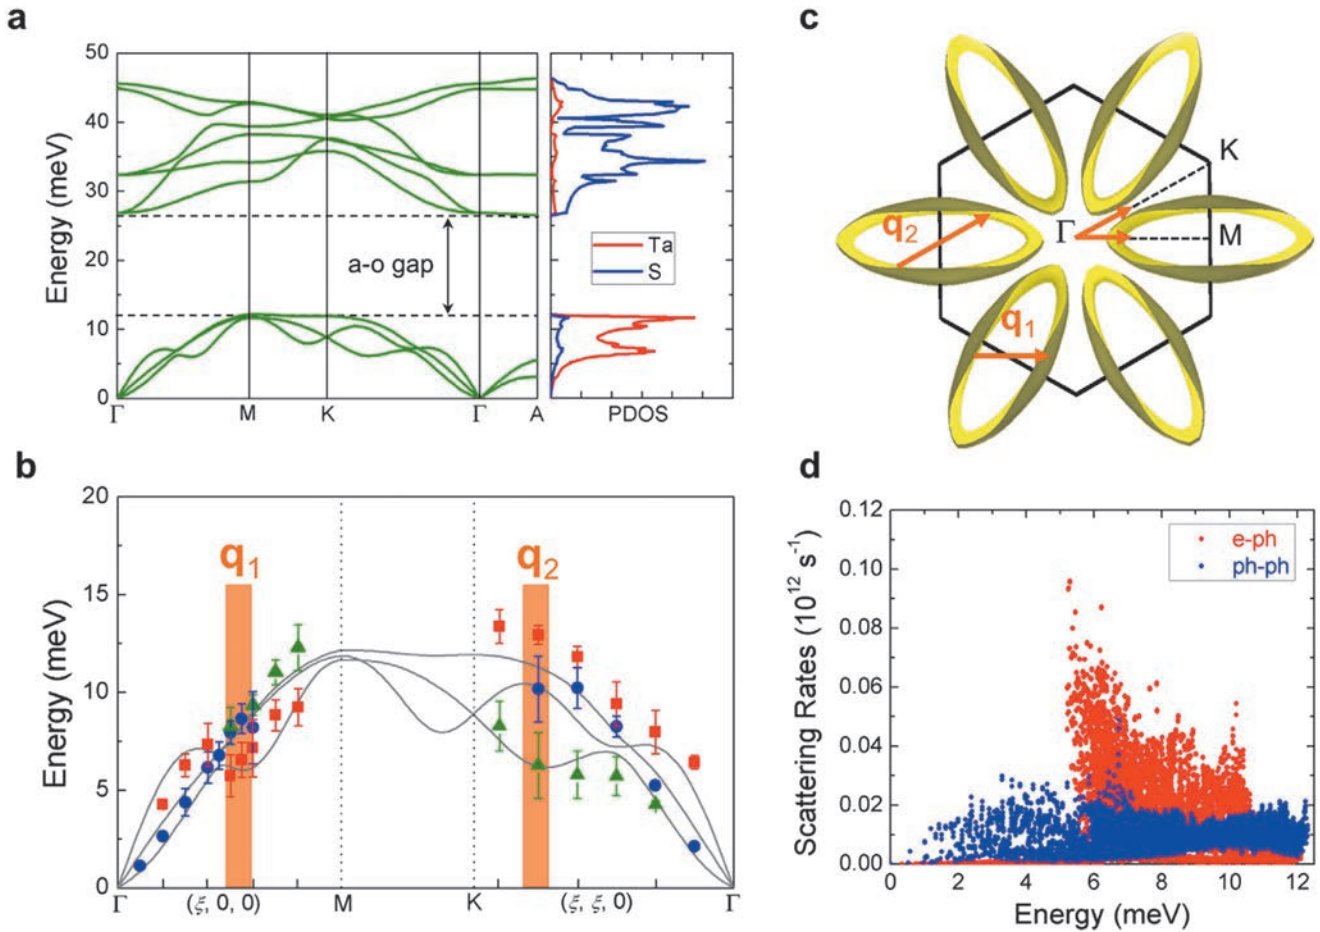 a
50
40
30
20
10
0
Energy (meV)
a-o gap
Γ
M
K
Γ
A
Ta
S
PDOS
b
20
15
10
5
0
Energy (meV)
q1
q2
Γ
(ξ, 0, 0)
M
K
(ξ, ξ, 0)
Γ
c
K
Γ
M
q2
q1
d
0.12
0.10
0.08
0.06
0.04
0.02
0.00
Scattering Rates (10¹² s⁻¹)
e-ph
ph-ph
0 2 4 6 8 10 12
Energy (meV)